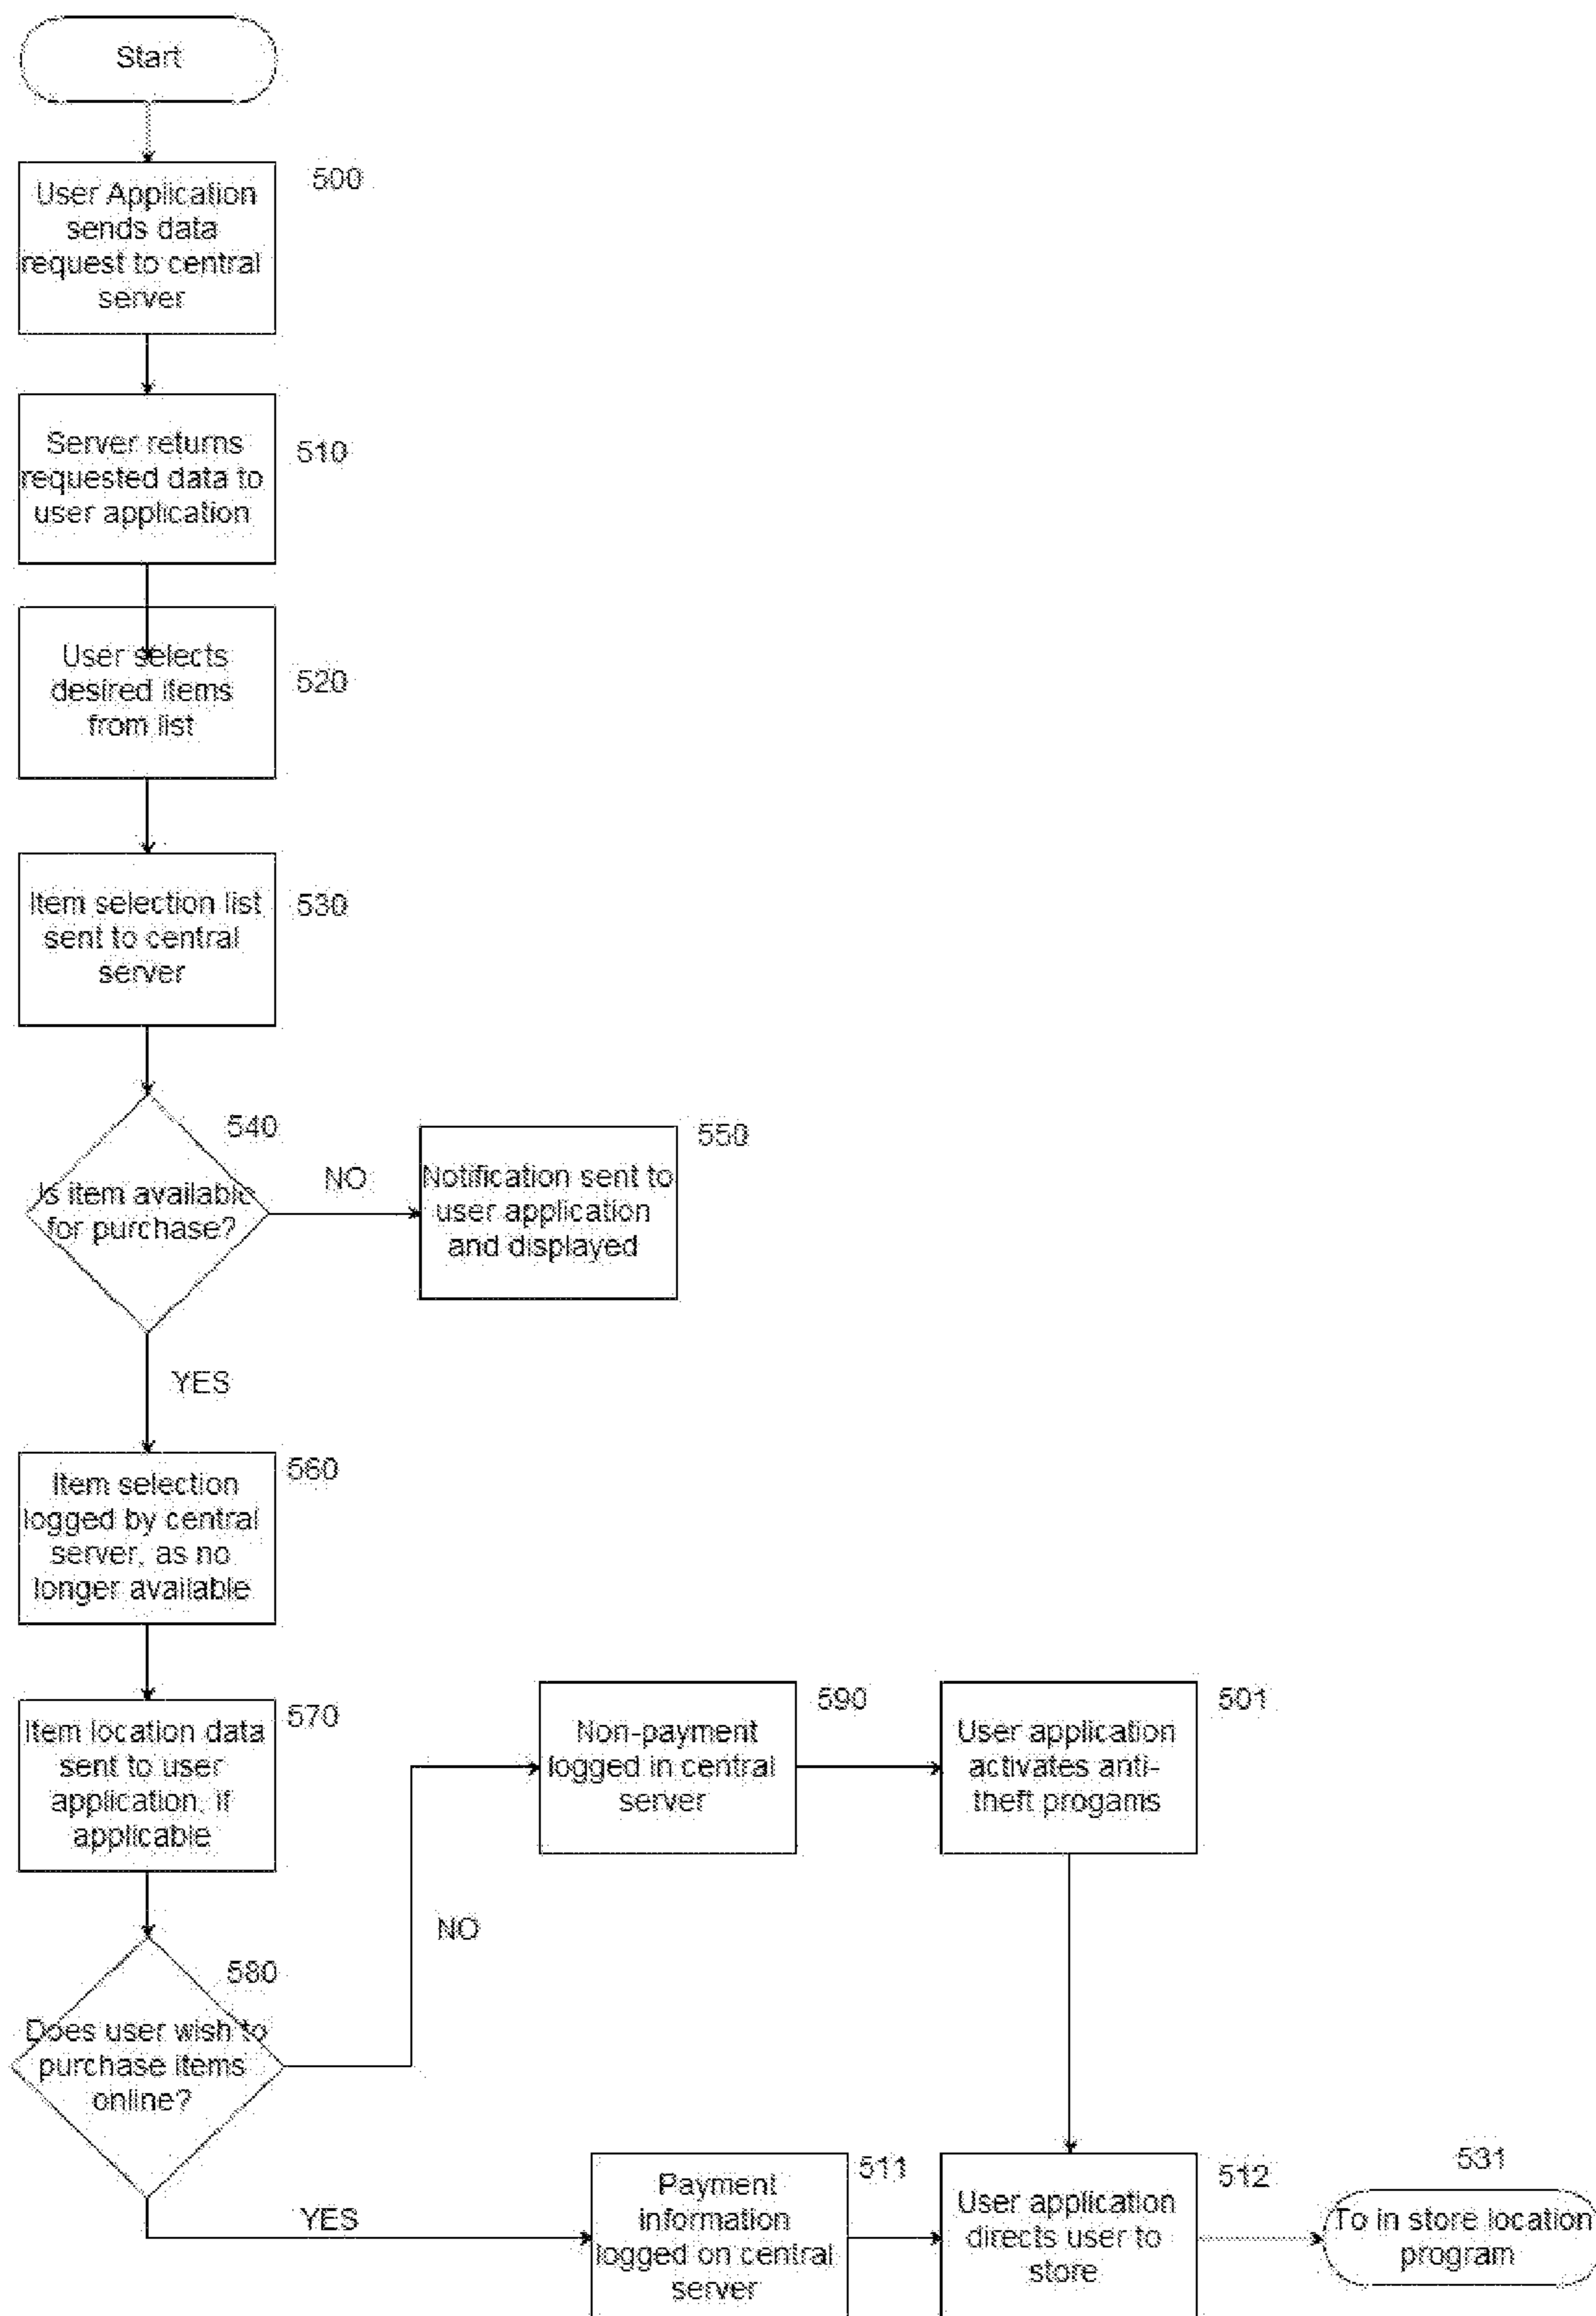 Start
500
User Application
sends data
request to central
server
Server returns
requested data to
user application
510
User selects
desired items
from list
520
Item selection list
sent to central
server
530
540
Is item available
for purchase?
NO
Notification sent to
user application
and displayed
550
YES
Item selection
logged by central
server, as no
longer available
560
Item location data
sent to user
application, if
applicable
570
Non-payment
logged in central
server
590
User application
activates anti-
theft progams
501
NO
580
Does user wish to
purchase items
online?
YES
Payment
information
logged on central
server
511
User application
directs user to
store
512
531
To in store location
program